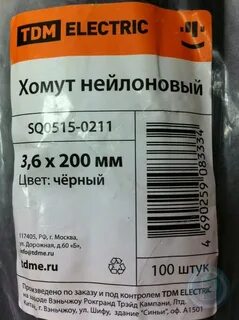 TDM ELECTRIC
Хомут нейлоновый
SQ0515-0211
3,6 x 200 мм
Цвет: чёрный
4 690259 083334
117405, РФ, г. Москва,
ул. Дорожная, д.60 «Б»,
info@tdme.ru
tdme.ru
100 штук
Произведено по заказу и под контролем TDM ELECTRIC
на заводе Вэньчжоу Рокгранд Трэйд Кампани, Лтд.
Китай, г. Вэньчжоу, ул. Шифу, здание "Синьи", оф. А1501